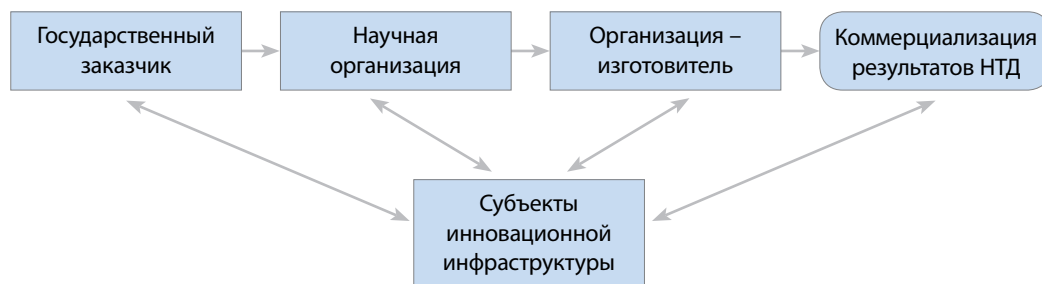 Государственный
заказчик
Научная
организация
Организация –
изготовитель
Коммерциализация
результатов НТД
Субъекты
инновационной
инфраструктуры